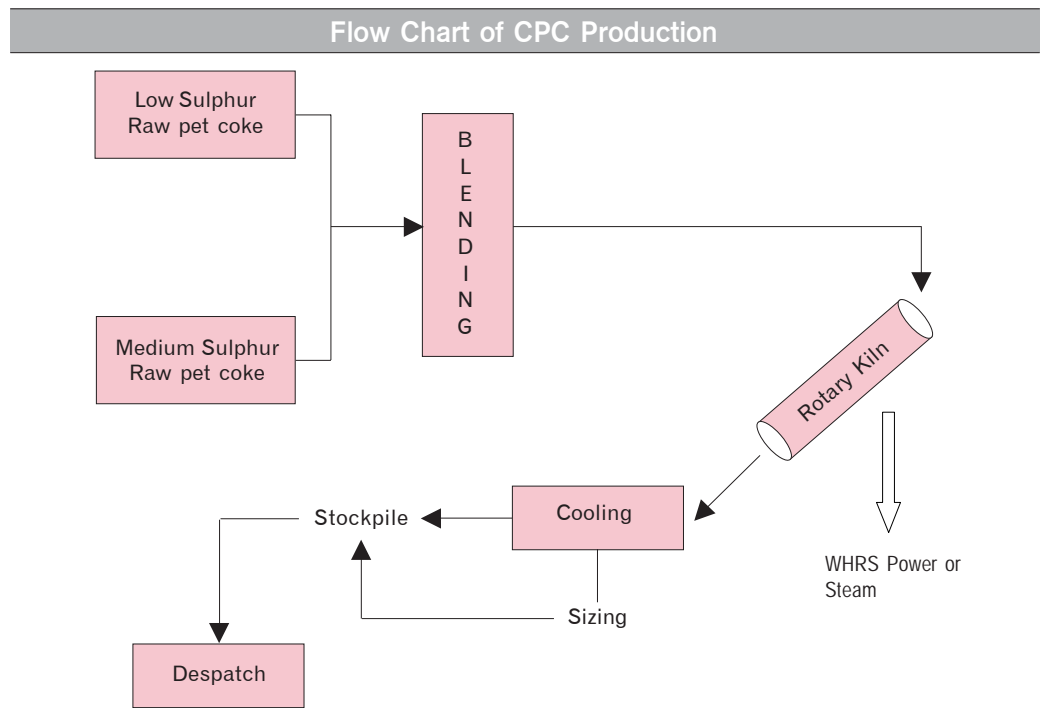 Flow Chart of CPC Production
Low Sulphur
Raw pet coke
B
L
E
N
D
I
N
G
Medium Sulphur
Raw pet coke
Rotary Kiln
WHRS Power or
Steam
Cooling
Stockpile
Sizing
Despatch